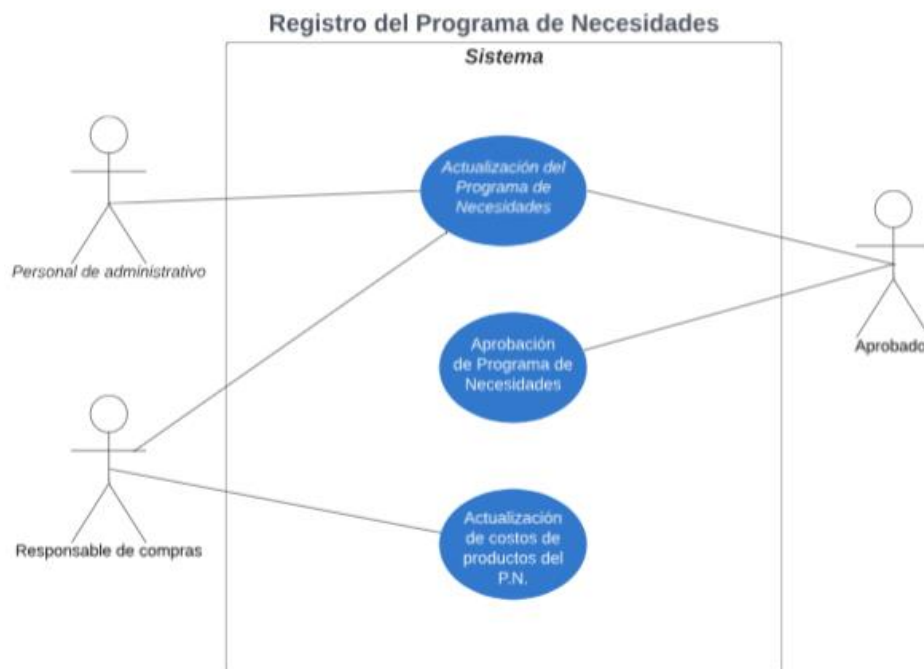 Registro del Programa de Necesidades
Sistema
Actualización del
Programa de
Necesidades
Personal de administrativo
Aprobación
de Programa de
Necesidades
Aprobado
Responsable de compras
Actualización
de costos de
productos del
P.N.